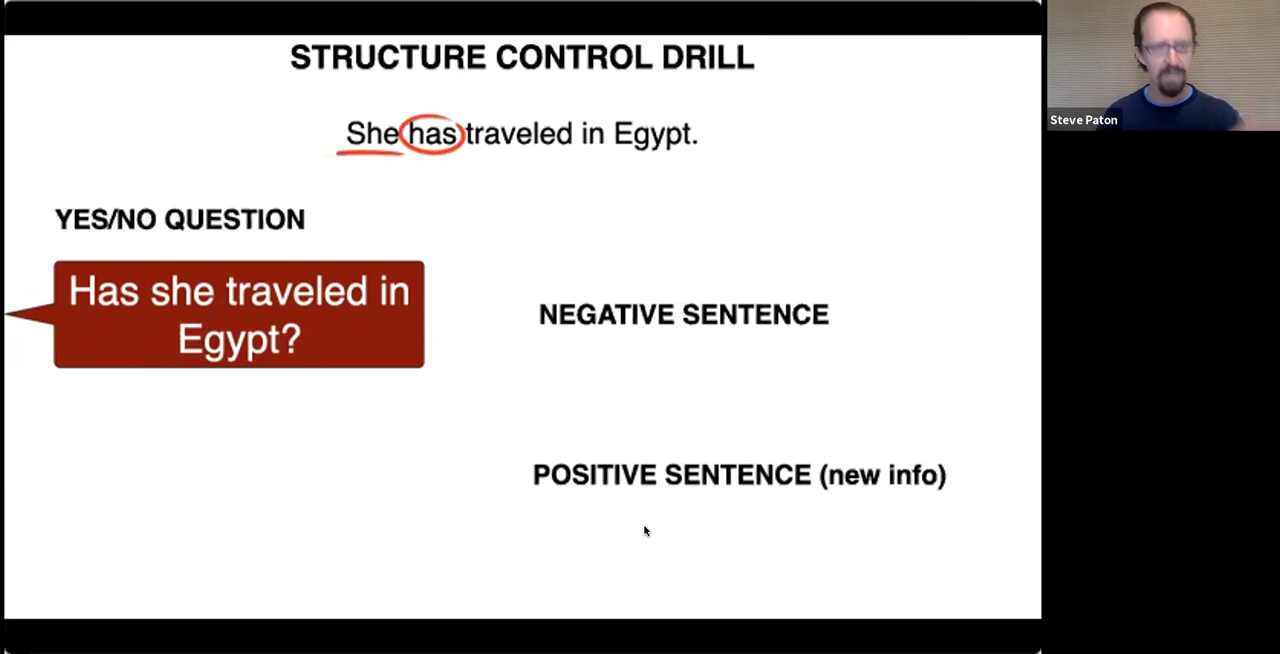 STRUCTURE CONTROL DRILL
She has traveled in Egypt.
YES/NO QUESTION
Has she traveled in
Egypt?
NEGATIVE SENTENCE
POSITIVE SENTENCE (new info)
Steve Paton